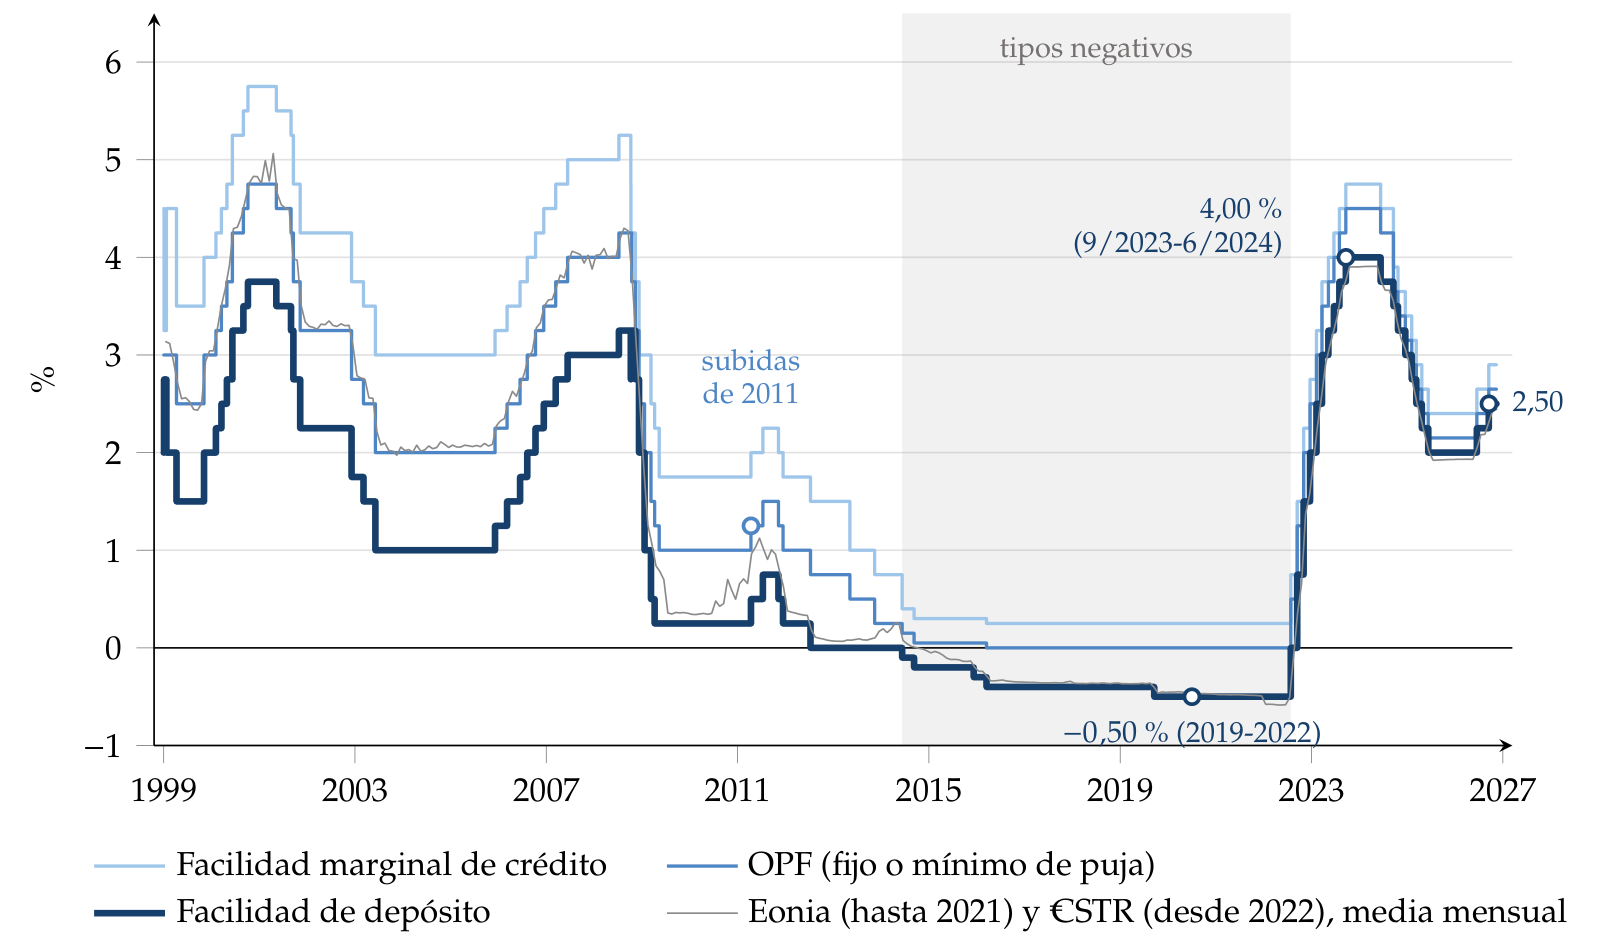 tipos negativos
6
5
4,00 %
(9/2023-6/2024)
4
subidas
de 2011
3
%
2,50
2
1
0
−0,50 % (2019-2022)
−1
1999 2003 2007 2011 2015 2019 2023 2027
Facilidad marginal de crédito
OPF (fijo o mínimo de puja)
Facilidad de depósito
Eonia (hasta 2021) y €STR (desde 2022), media mensual